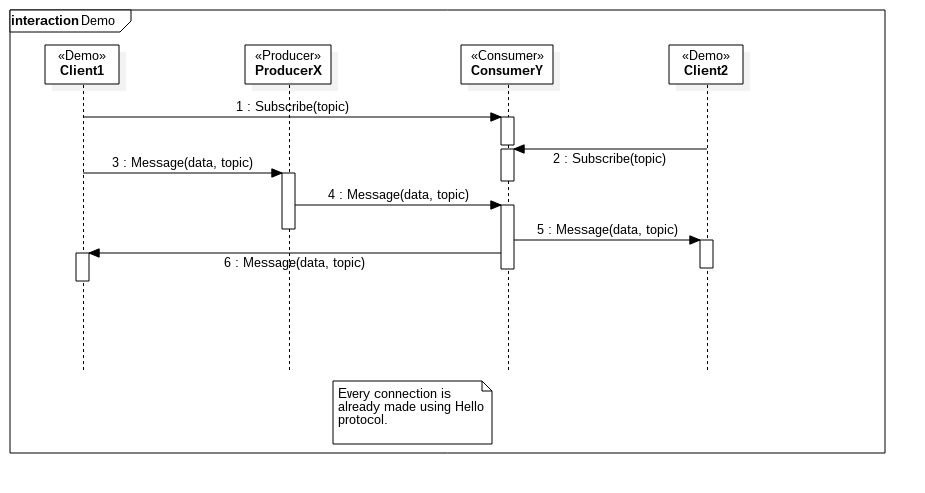 interaction Demo
«Demo»
Client1
«Producer»
ProducerX
«Consumer»
ConsumerY
«Demo»
Client2
1 : Subscribe(topic)
2 : Subscribe(topic)
3 : Message(data, topic)
4 : Message(data, topic)
5 : Message(data, topic)
6 : Message(data, topic)
Every connection is
already made using Hello
protocol.